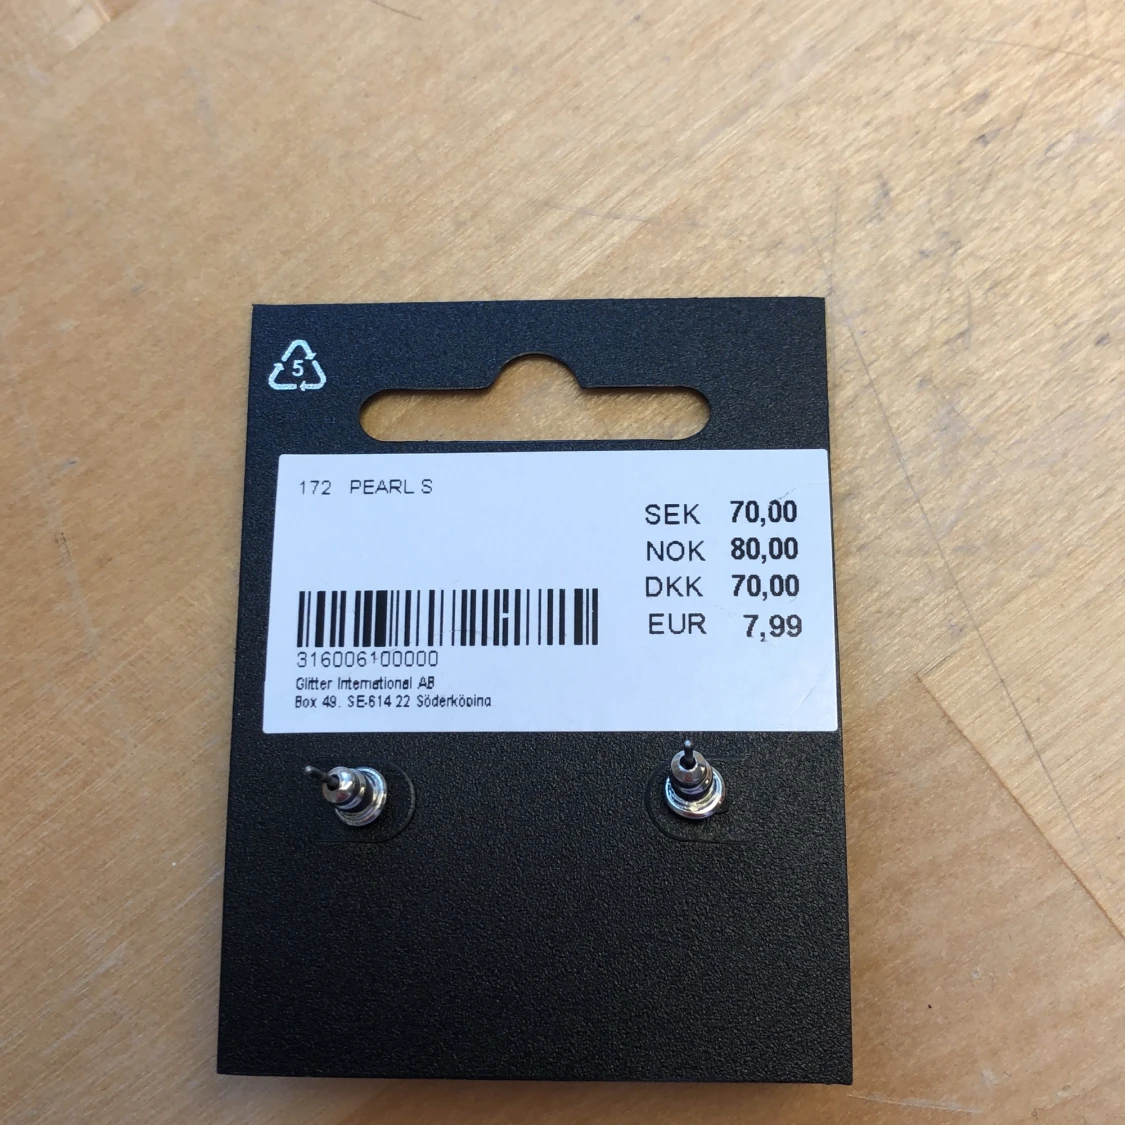 5
172 PEARL S
SEK 70,00
NOK 80,00
DKK 70,00
EUR 7,99
316006100000
Glitter International AB
Box 49. SE-614 22 Söderköping